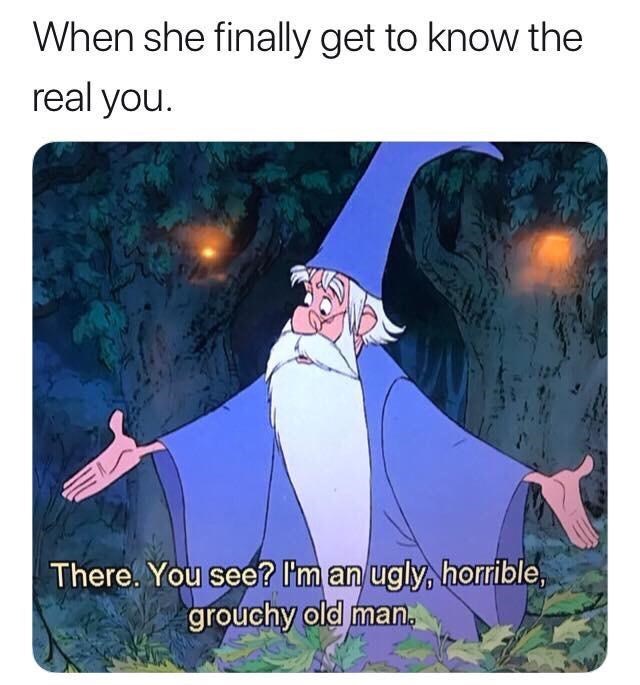 When she finally get to know the
real you.
There. You see? I'm an ugly, horrible,
grouchy old man.